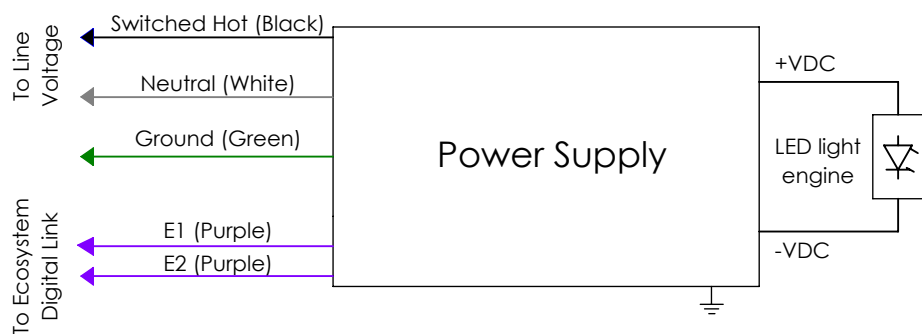 To Line
Voltage
Switched Hot (Black)
Neutral (White)
Ground (Green)
To Ecosystem
Digital Link
E1 (Purple)
E2 (Purple)
Power Supply
+VDC
LED light
engine
-VDC